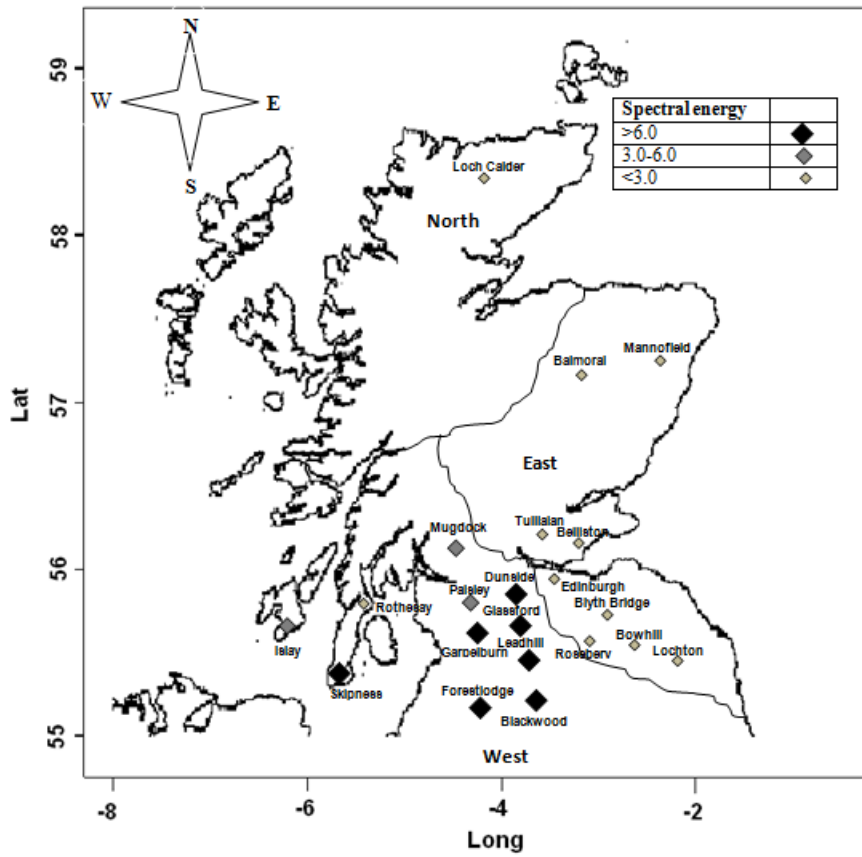 N
W
E
S
Spectral energy
>6.0
3.0-6.0
<3.0
Loch Calder
North
Balmoral
Mannofield
East
Tullialan
Belliston
Mugdock
Dunside
Edinburgh
Paisley
Blyth Bridge
Rothesay
Glassford
Islay
Garpelburn
Leadhill
Rosebery
Bowhill
Lochton
Skipness
Forestlodge
Blackwood
West
59
58
57
56
55
Lat
-8
-6
-4
-2
Long